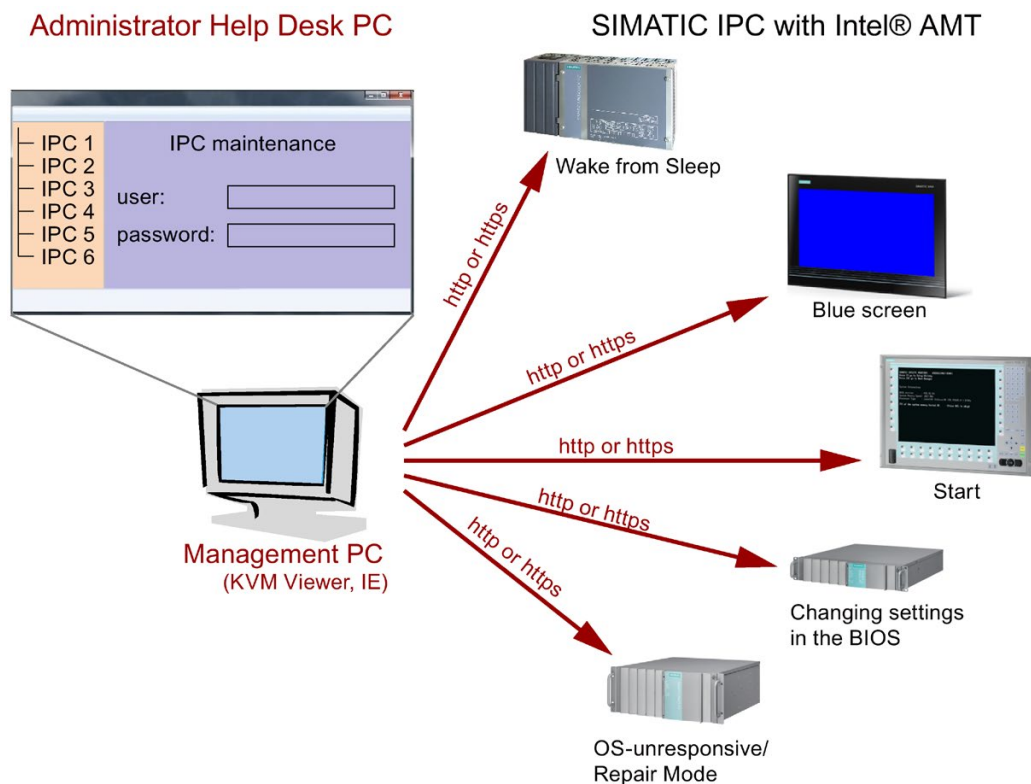 Administrator Help Desk PC
SIMATIC IPC with Intel® AMT
IPC 1
IPC 2
IPC 3
IPC 4
IPC 5
IPC 6
IPC maintenance
user:
password:
Wake from Sleep
http or https
Blue screen
http or https
http or https
Start
http or https
Changing settings
in the BIOS
http or https
OS-unresponsive/
Repair Mode
Management PC
(KVM Viewer, IE)